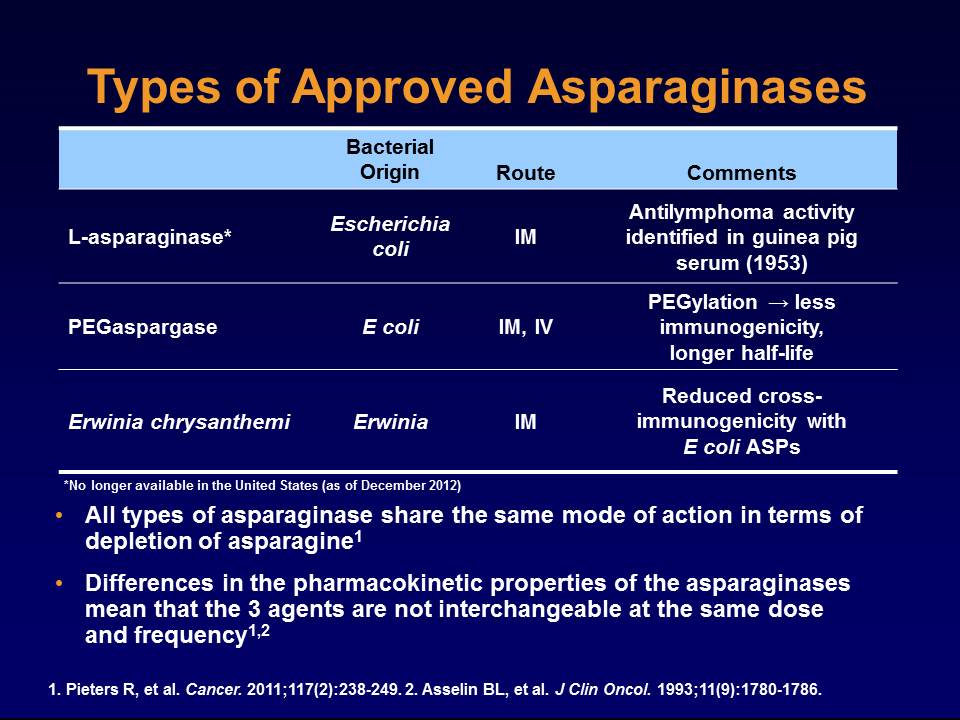 Types of Approved Asparaginases
Bacterial
Origin
Route
Comments
L-asparaginase*
Escherichia
coli
IM
Antilymphoma activity
identified in guinea pig
serum (1953)
PEGaspargase
E coli
IM, IV
PEGylation → less
immunogenicity,
longer half-life
Erwinia chrysanthemi
Erwinia
IM
Reduced cross-
immunogenicity with
E coli ASPs
*No longer available in the United States (as of December 2012)
• All types of asparaginase share the same mode of action in terms of
depletion of asparagine1
• Differences in the pharmacokinetic properties of the asparaginases
mean that the 3 agents are not interchangeable at the same dose
and frequency1,2
1. Pieters R, et al. Cancer. 2011;117(2):238-249. 2. Asselin BL, et al. J Clin Oncol. 1993;11(9):1780-1786.